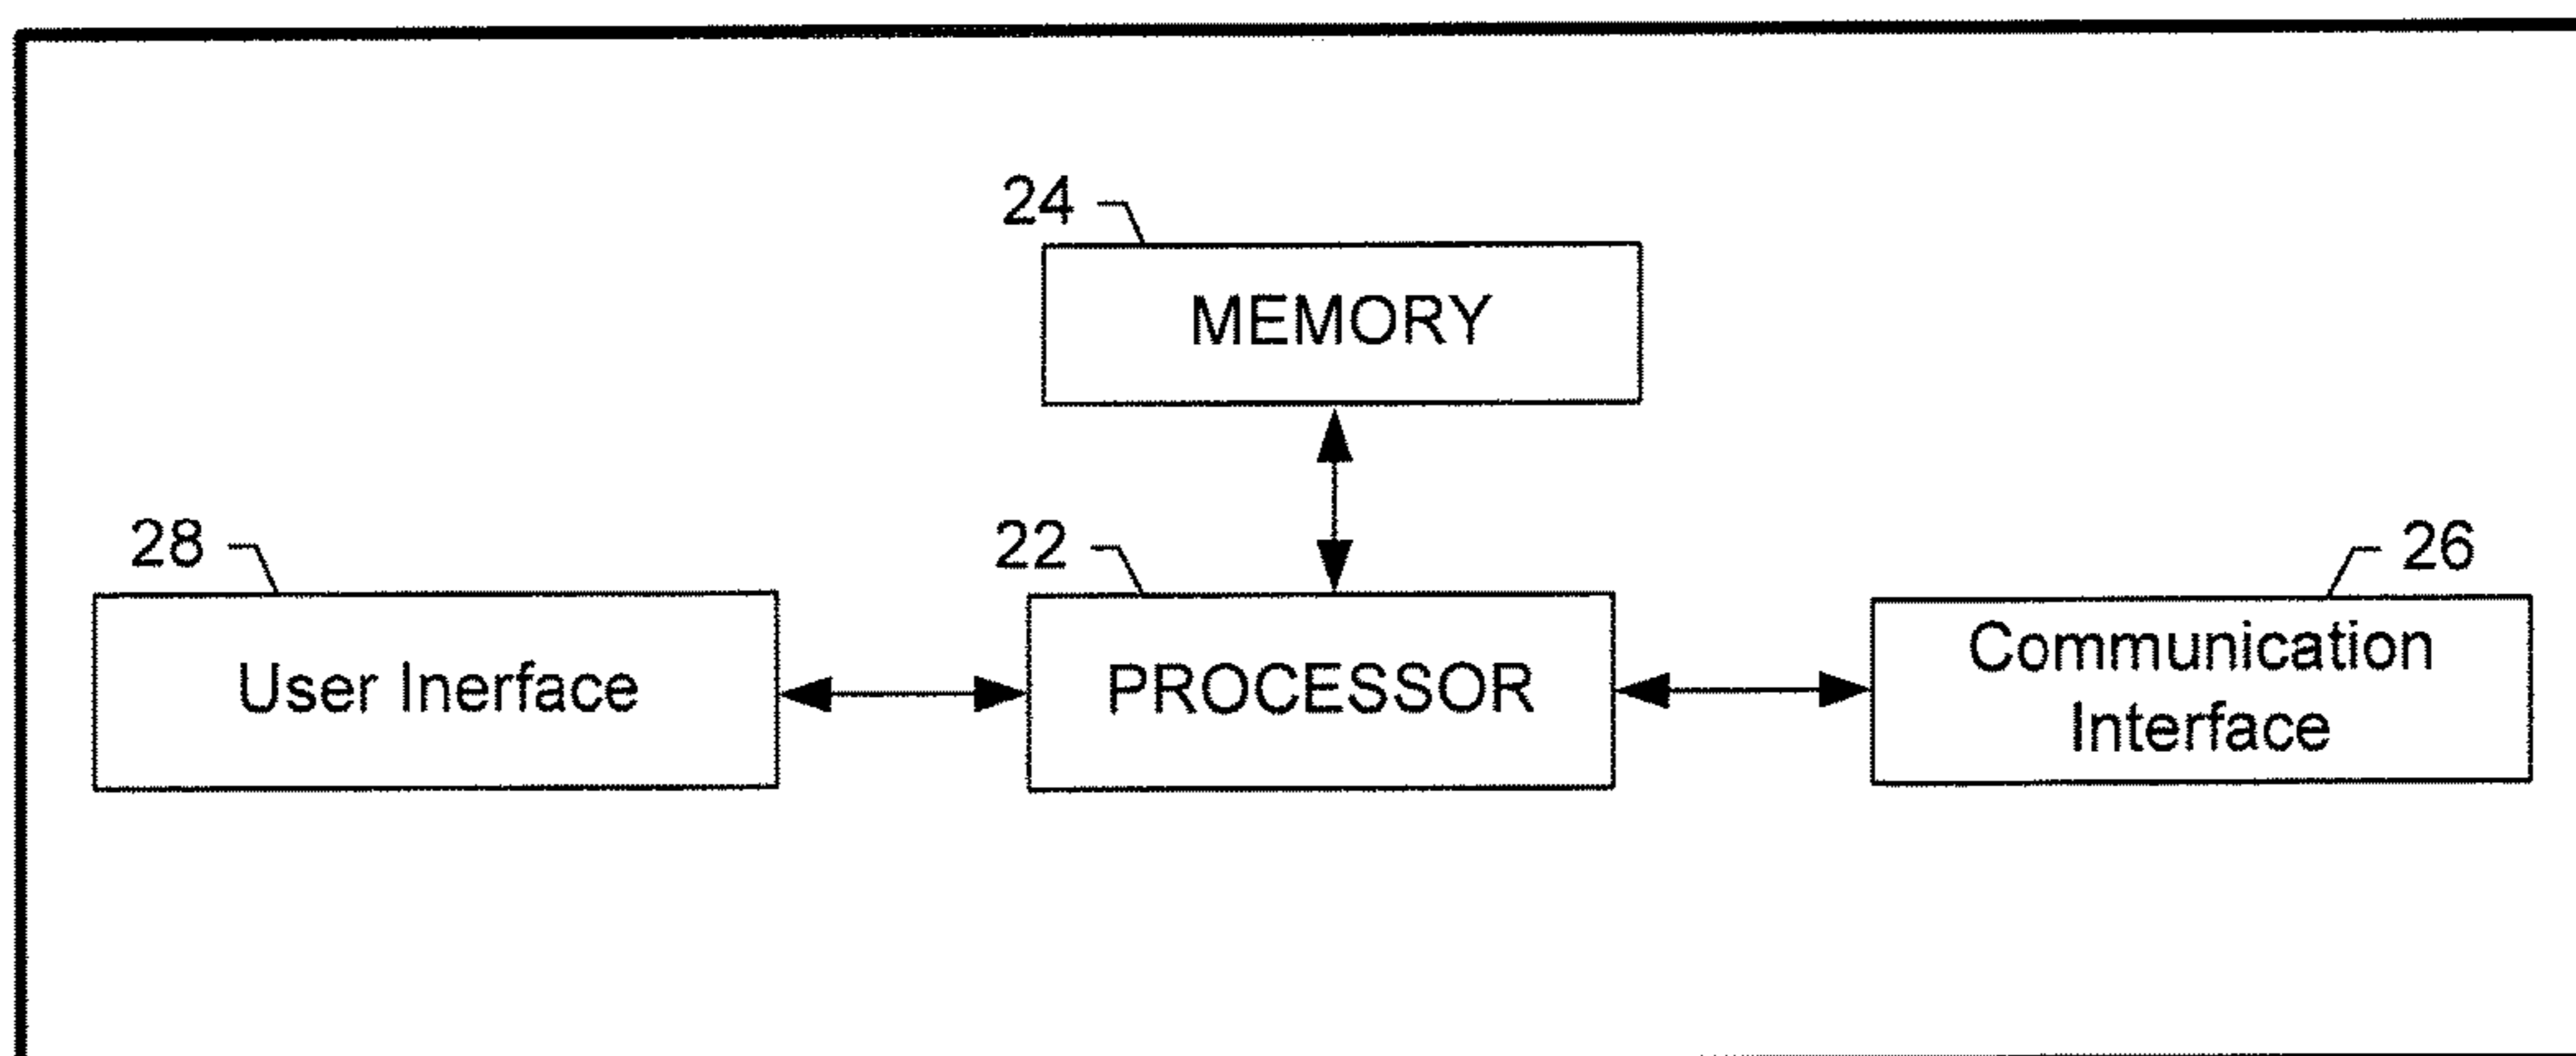 24
MEMORY
28
22
26
User Inerface
PROCESSOR
Communication
Interface